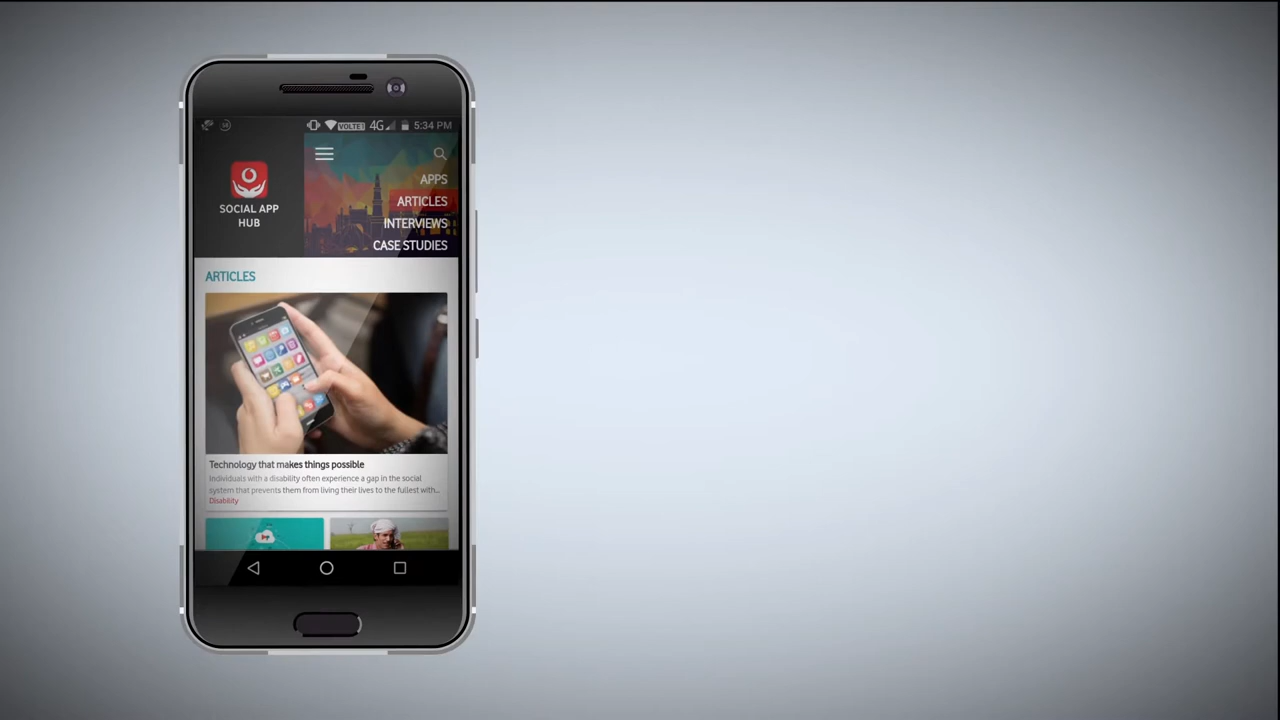 VOLTE 4G 5:34 PM
SOCIAL APP
HUB
APPS
ARTICLES
INTERVIEWS
CASE STUDIES
ARTICLES
Technology that makes things possible
Individuals with a disability often experience a gap in the social
system that prevents them from living their lives to the fullest with...
Disability